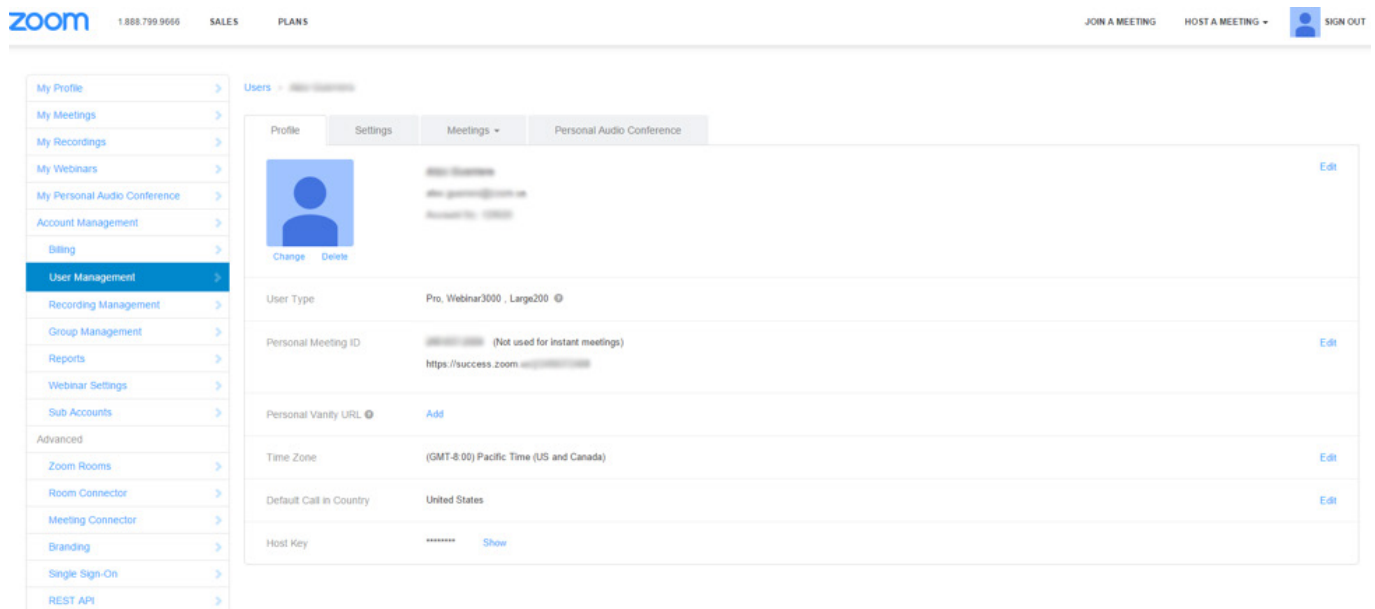 zoom 1.888.799.9666 SALES PLANS JOIN A MEETING HOST A MEETING SIGN OUT
My Profile
My Meetings
My Recordings
My Webinars
My Personal Audio Conference
Account Management
Billing
User Management
Recording Management
Group Management
Reports
Webinar Settings
Sub Accounts
Advanced
Zoom Rooms
Room Connector
Meeting Connector
Branding
Single Sign-On
REST API
Users >
Profile Settings Meetings Personal Audio Conference
Edit
Change Delete
User Type Pro, Webinar3000 , Large200
Personal Meeting ID (Not used for instant meetings) Edit
https://success.zoom.
Personal Vanity URL Add
Time Zone (GMT-8:00) Pacific Time (US and Canada) Edit
Default Call in Country United States Edit
Host Key ******** Show